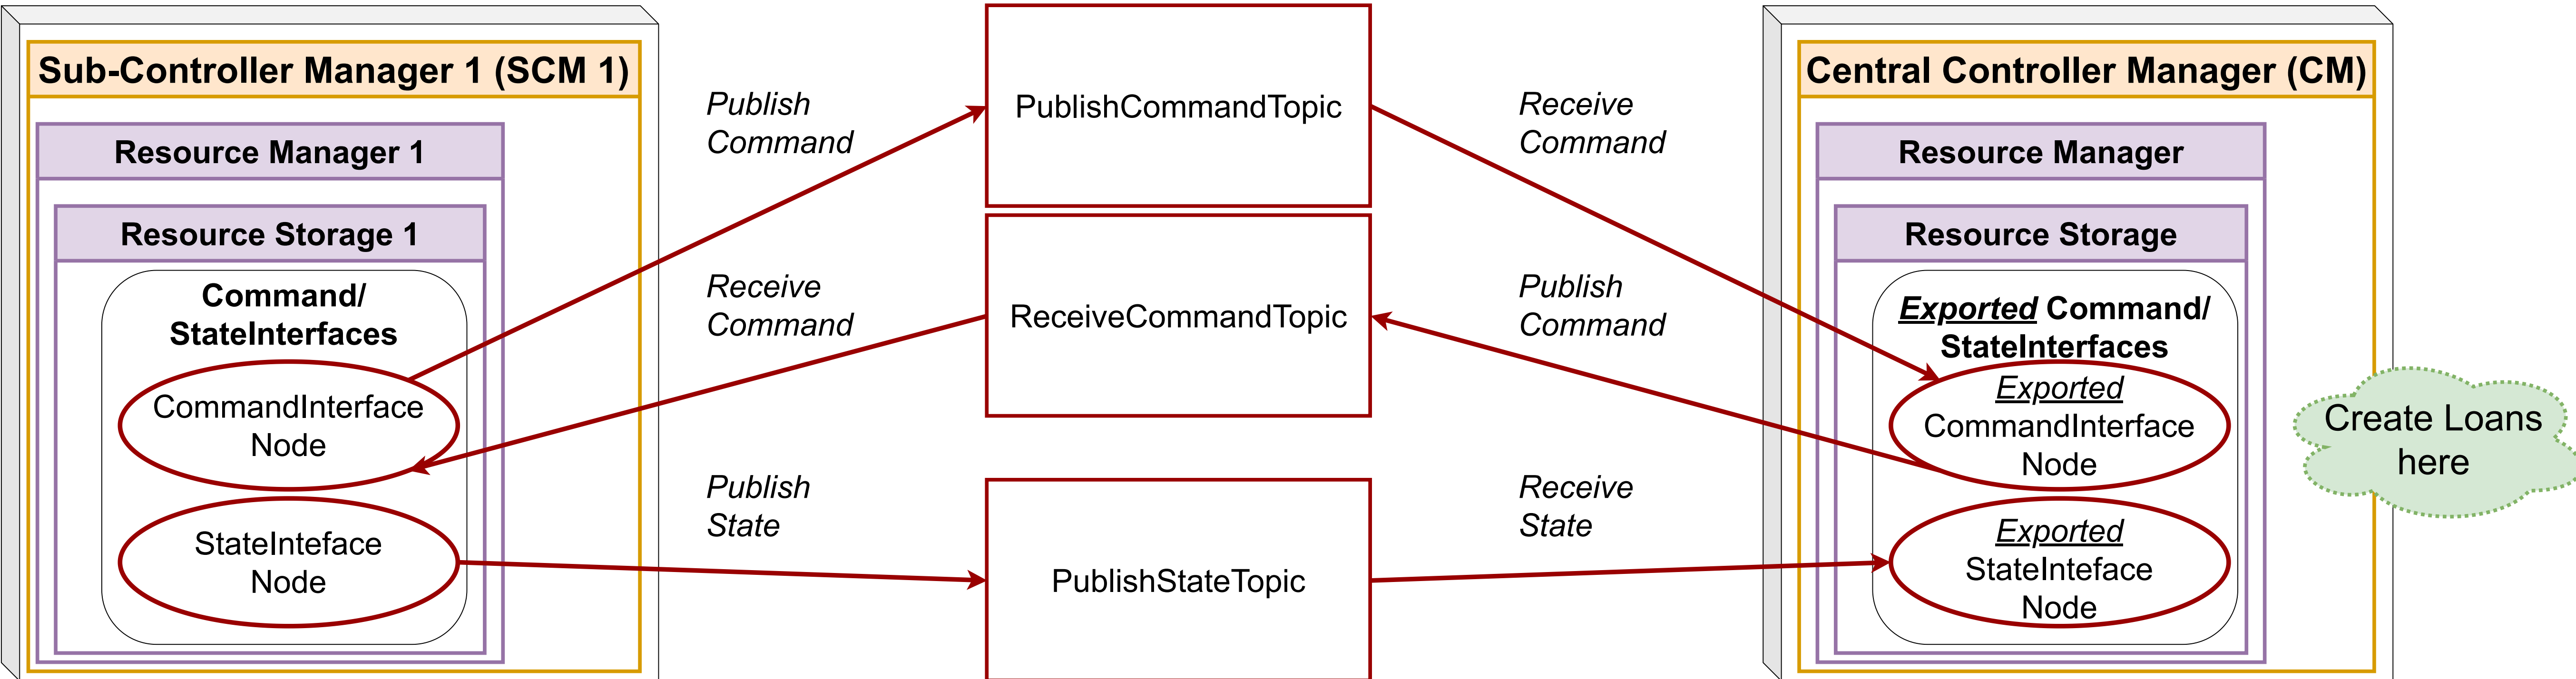 Sub-Controller Manager 1 (SCM 1)
Resource Manager 1
Resource Storage 1
Command/
StateInterfaces
CommandInterface
Node
StateInteface
Node
Publish
Command
Receive
Command
Publish
State
PublishCommandTopic
ReceiveCommandTopic
PublishStateTopic
Receive
Command
Publish
Command
Receive
State
Central Controller Manager (CM)
Resource Manager
Resource Storage
Exported Command/
StateInterfaces
Exported
CommandInterface
Node
Exported
StateInteface
Node
Create Loans
here